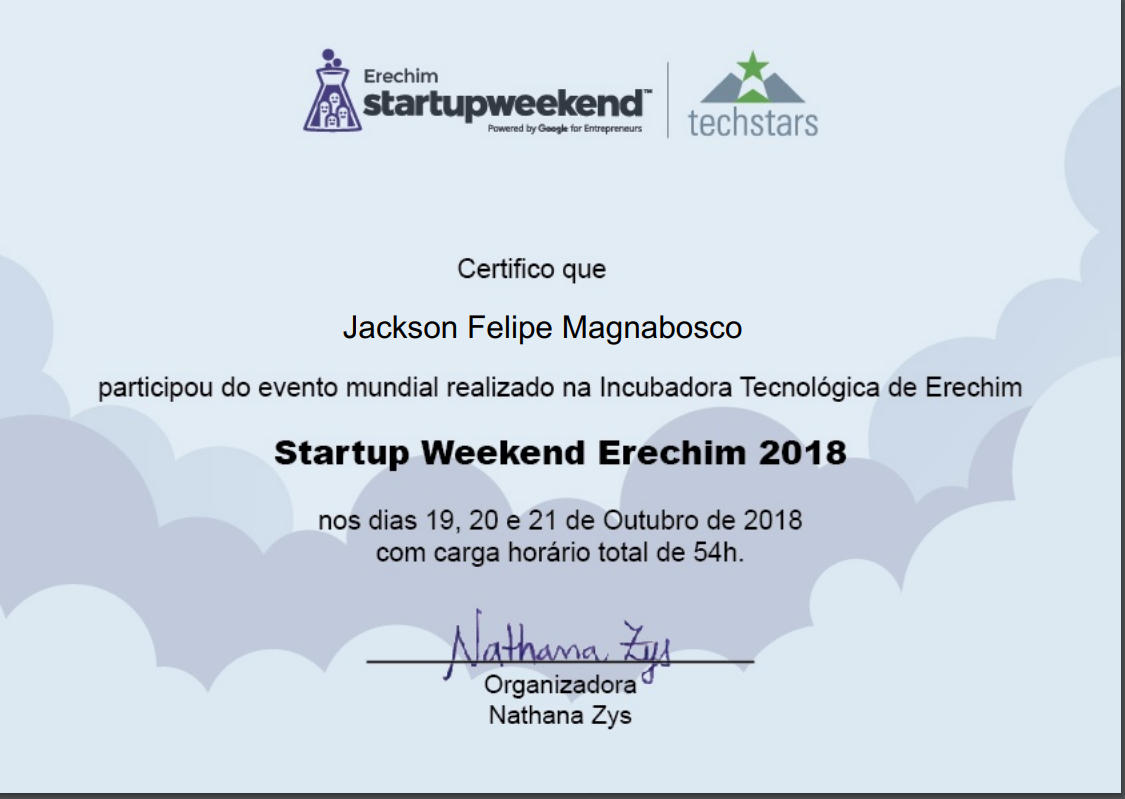 Erechim
startupweekend™
Powered by Google for Entrepreneurs
techstars
Certifico que
Jackson Felipe Magnabosco
participou do evento mundial realizado na Incubadora Tecnológica de Erechim
Startup Weekend Erechim 2018
nos dias 19, 20 e 21 de Outubro de 2018
com carga horário total de 54h.
Nathana Zys
Organizadora
Nathana Zys